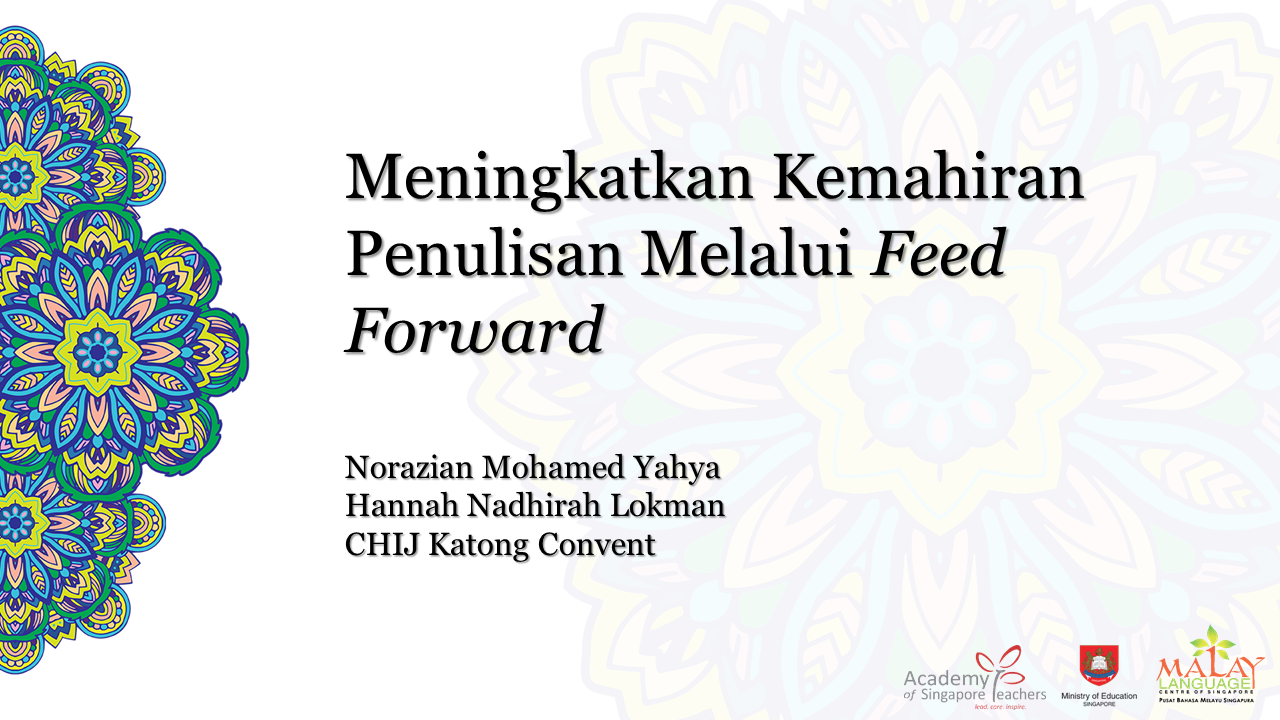 Meningkatkan Kemahiran
Penulisan Melalui Feed
Forward
Norazian Mohamed Yahya
Hannah Nadhirah Lokman
CHIJ Katong Convent
Academy
of Singapore Teachers
lead. care. inspire.
Ministry of Education
SINGAPORE
MALAY
LANGUAGE
CENTRE OF SINGAPORE
PUSAT BAHASA MELAYU SINGAPURA